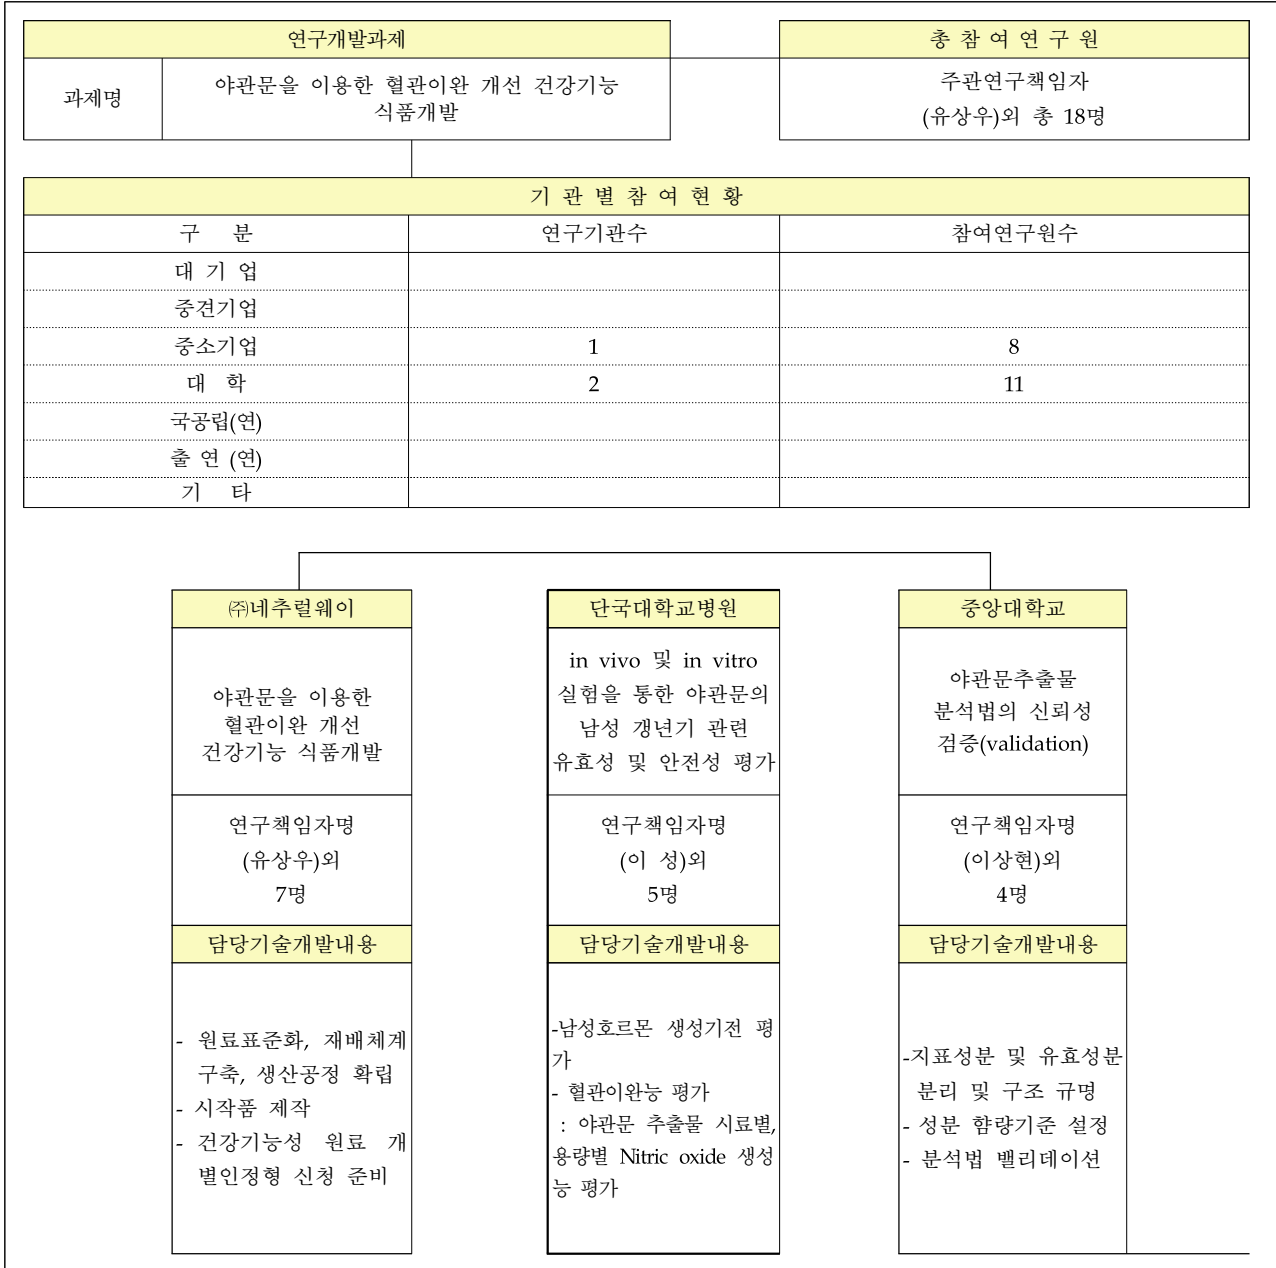 연구개발과제
총 참 여 연 구 원
과제명
야관문을 이용한 혈관이완 개선 건강기능
식품개발
주관연구책임자
(유상우)외 총 18명
기 관 별 참 여 현 황
구 분 연구기관수 참여연구원수
대 기 업
중견기업
중소기업 1 8
대 학 2 11
국공립(연)
출 연 (연)
기 타
㈜네추럴웨이
야관문을 이용한
혈관이완 개선
건강기능 식품개발
연구책임자명
(유상우)외
7명
담당기술개발내용
- 원료표준화, 재배체계
구축, 생산공정 확립
- 시작품 제작
- 건강기능성 원료 개
별인정형 신청 준비
단국대학교병원
in vivo 및 in vitro
실험을 통한 야관문의
남성 갱년기 관련
유효성 및 안전성 평가
연구책임자명
(이 성)외
5명
담당기술개발내용
-남성호르몬 생성기전 평
가
- 혈관이완능 평가
: 야관문 추출물 시료별,
용량별 Nitric oxide 생성
능 평가
중앙대학교
야관문추출물
분석법의 신뢰성
검증(validation)
연구책임자명
(이상현)외
4명
담당기술개발내용
-지표성분 및 유효성분
분리 및 구조 규명
- 성분 함량기준 설정
- 분석법 밸리데이션